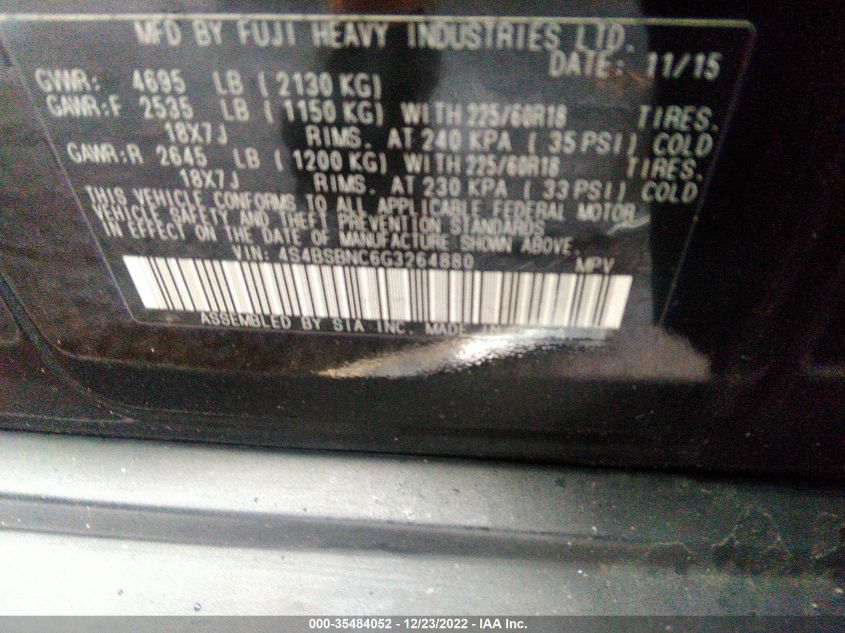 MFD BY FUJI HEAVY INDUSTRIES LTD.
DATE: 11/15
GVWR: 4695 LB ( 2130 KG)
GAWR:F 2535 LB ( 1150 KG) WITH 225/60R18 TIRES.
18X7J RIMS. AT 240 KPA ( 35 PSI) COLD
GAWR:R 2645 LB ( 1200 KG) WITH 225/60R18 TIRES.
18X7J RIMS. AT 230 KPA ( 33 PSI) COLD
THIS VEHICLE CONFORMS TO ALL APPLICABLE FEDERAL MOTOR
VEHICLE SAFETY AND THEFT PREVENTION STANDARDS
IN EFFECT ON THE DATE OF MANUFACTURE SHOWN ABOVE.
VIN: 4S4BSBNC6G3264880 MPV
ASSEMBLED BY SIA INC. MADE IN
000-35484052 - 12/23/2022 - IAA Inc.